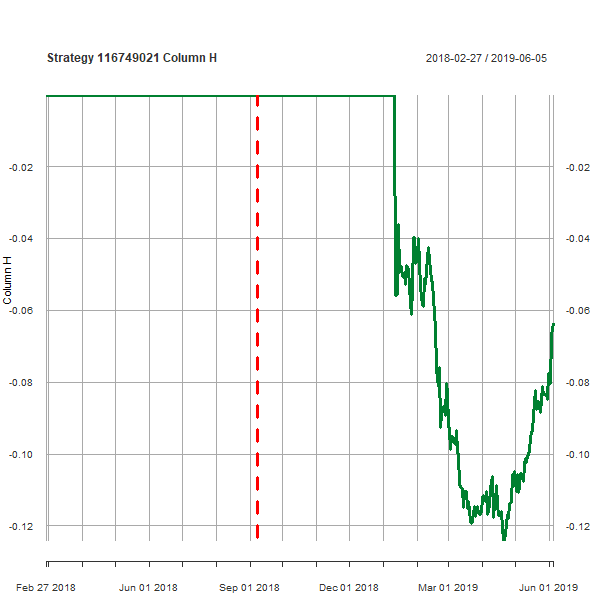 Strategy 116749021 Column H
2018-02-27 / 2019-06-05
-0.02
-0.02
-0.04
-0.04
Column H
-0.06
-0.06
-0.08
-0.08
-0.10
-0.10
-0.12
-0.12
Feb 27 2018
Jun 01 2018
Sep 01 2018
Dec 01 2018
Mar 01 2019
Jun 01 2019